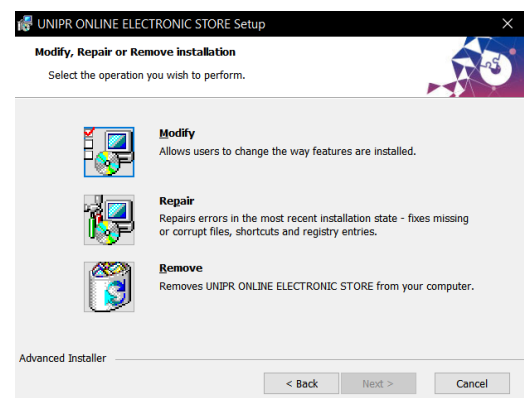 UNIPR ONLINE ELECTRONIC STORE Setup
Modify, Repair or Remove installation
Select the operation you wish to perform.
Modify
Allows users to change the way features are installed.
Repair
Repairs errors in the most recent installation state - fixes missing
or corrupt files, shortcuts and registry entries.
Remove
Removes UNIPR ONLINE ELECTRONIC STORE from your computer.
Advanced Installer
< Back Next > Cancel